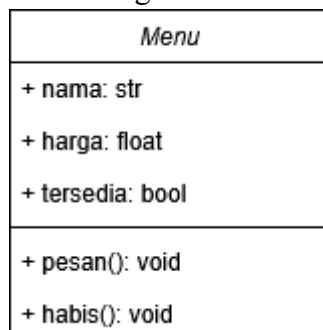 Menu
+ nama: str
+ harga: float
+ tersedia: bool
+ pesan(): void
+ habis(): void